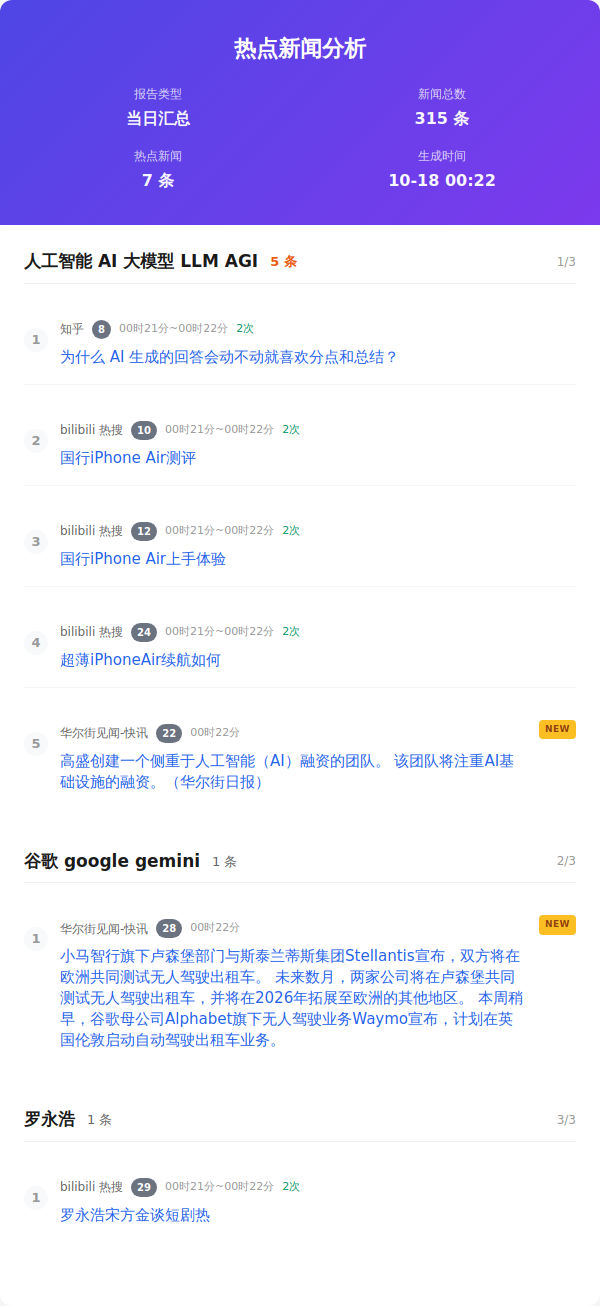 热点新闻分析
报告类型
新闻总数
当日汇总
315 条
热点新闻
生成时间
7 条
10-18 00:22
人工智能 AI 大模型 LLM AGI 5 条 1/3
1
知乎 8 00时21分~00时22分 2次
为什么 AI 生成的回答会动不动就喜欢分点和总结？
2
bilibili 热搜 10 00时21分~00时22分 2次
国行iPhone Air测评
3
bilibili 热搜 12 00时21分~00时22分 2次
国行iPhone Air上手体验
4
bilibili 热搜 24 00时21分~00时22分 2次
超薄iPhoneAir续航如何
5
华尔街见闻-快讯 22 00时22分 NEW
高盛创建一个侧重于人工智能（AI）融资的团队。 该团队将注重AI基
础设施的融资。（华尔街日报）
谷歌 google gemini 1 条 2/3
1
华尔街见闻-快讯 28 00时22分 NEW
小马智行旗下卢森堡部门与斯泰兰蒂斯集团Stellantis宣布，双方将在
欧洲共同测试无人驾驶出租车。 未来数月，两家公司将在卢森堡共同
测试无人驾驶出租车，并将在2026年拓展至欧洲的其他地区。 本周稍
早，谷歌母公司Alphabet旗下无人驾驶业务Waymo宣布，计划在英
国伦敦启动自动驾驶出租车业务。
罗永浩 1 条 3/3
1
bilibili 热搜 29 00时21分~00时22分 2次
罗永浩宋方金谈短剧热